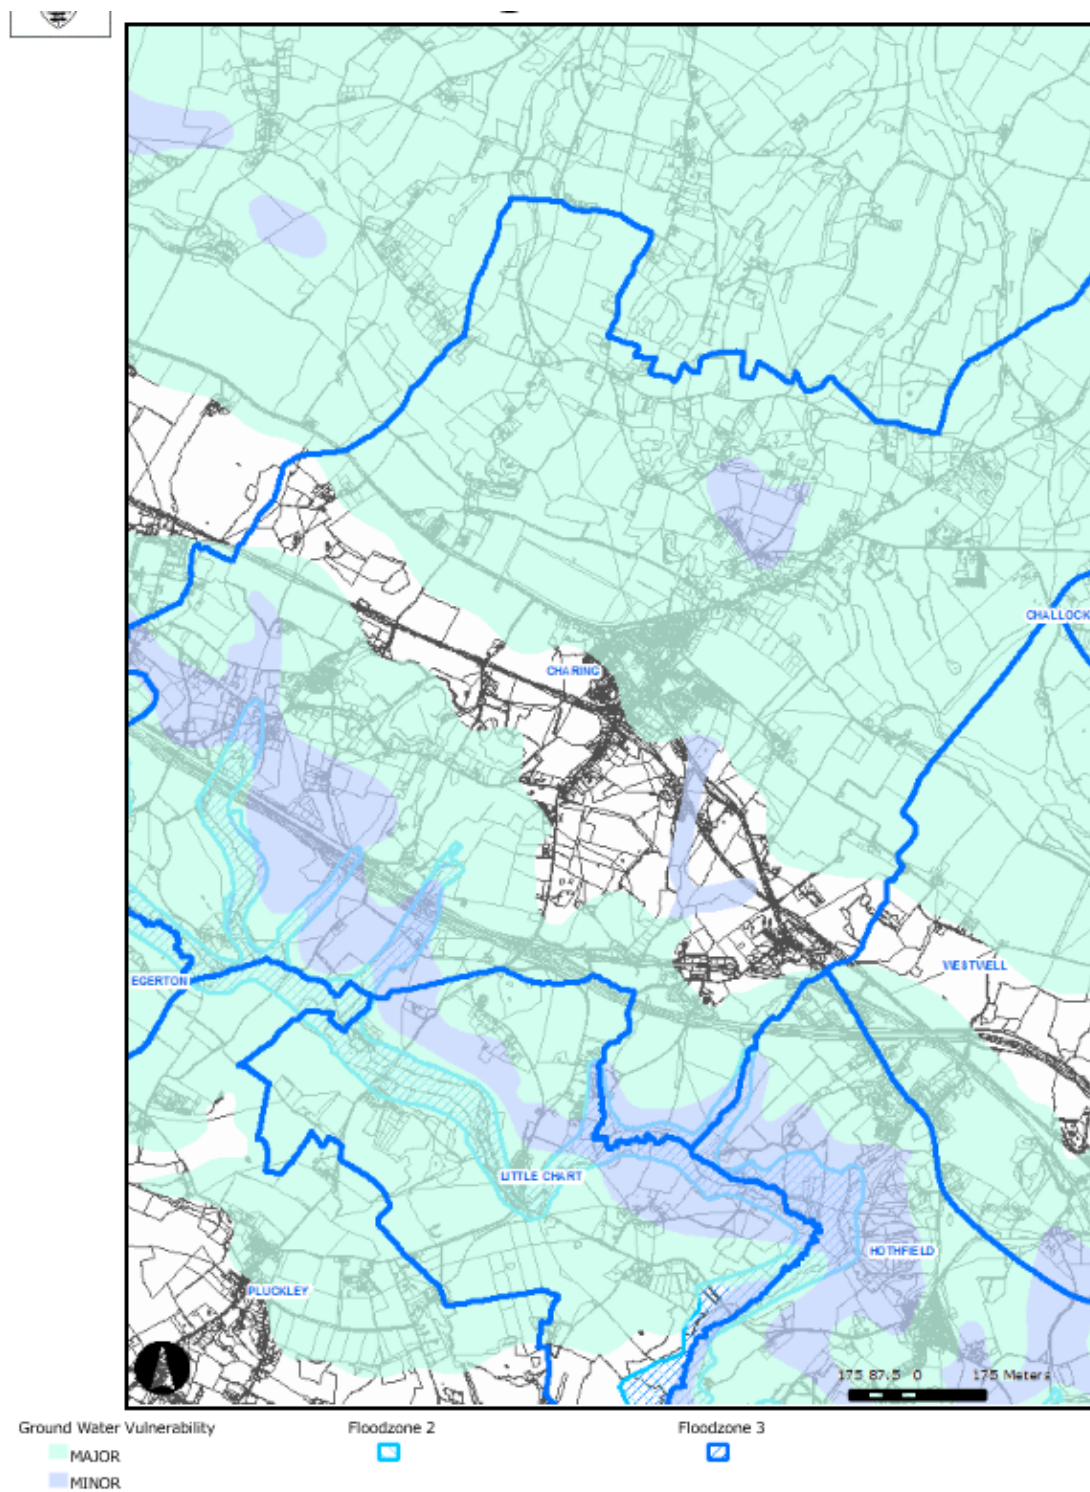 CHALLOCK
CHARING
WESTWELL
EGERTON
LITTLE CHART
HOTHFIELD
PLUCKLEY
175 87.5 0 175 Meters
Ground Water Vulnerability
MAJOR
MINOR
Floodzone 2
Floodzone 3